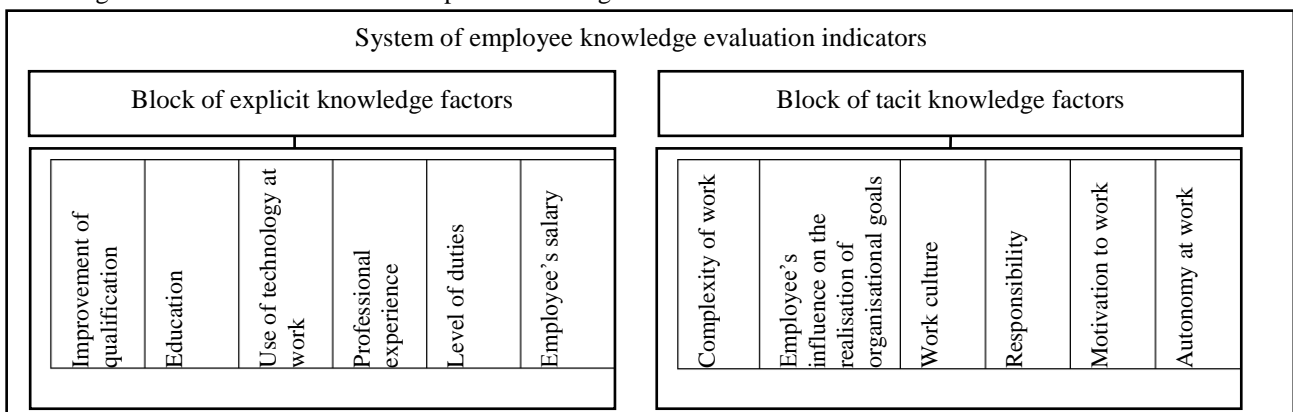 System of employee knowledge evaluation indicators
Block of explicit knowledge factors
Improvement of
qualification
Education
Use of technology at
work
Professional
experience
Level of duties
Employee’s salary
Block of tacit knowledge factors
Complexity of work
Employee’s
influence on the
realisation of
organisational goals
Work culture
Responsibility
Motivation to work
Autonomy at work